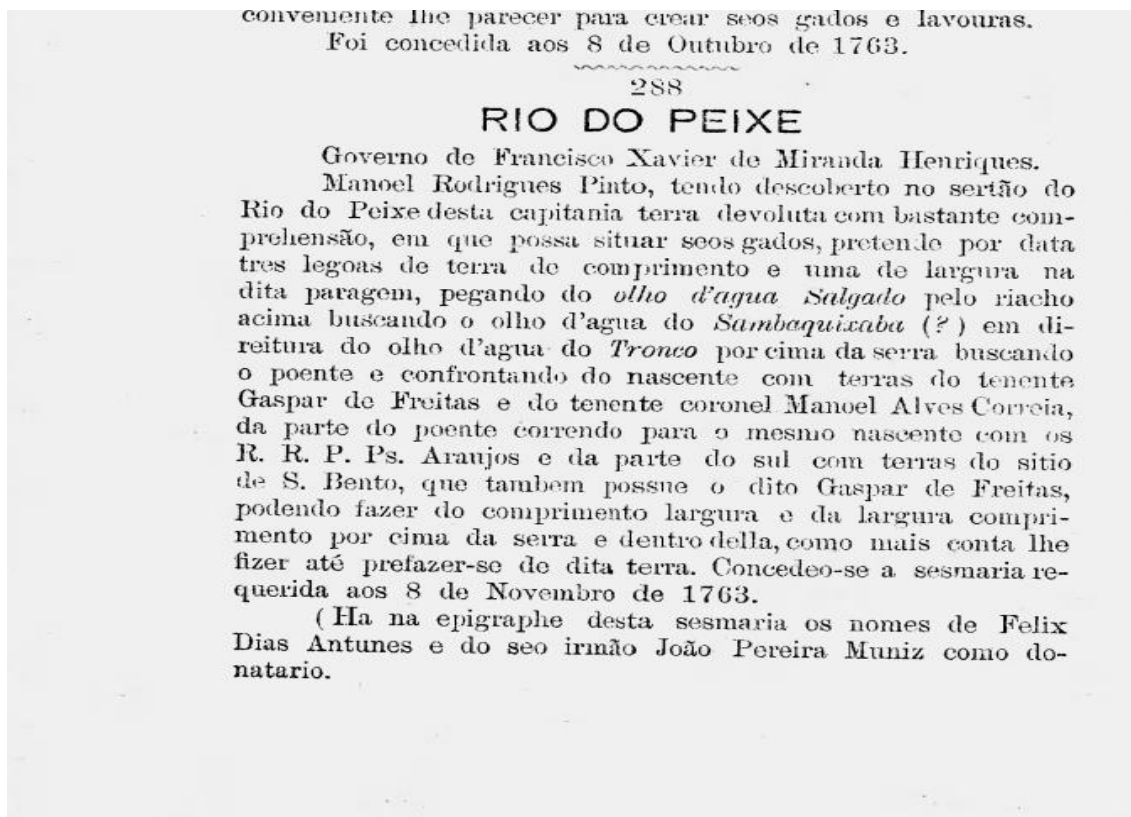 conveniente lhe parecer para crear seos gados e lavouras.
Foi concedida aos 8 de Outubro de 1763.
288
RIO DO PEIXE
Governo de Francisco Xavier de Miranda Henriques.
Manoel Rodrigues Pinto, tendo descoberto no sertão do
Rio do Peixe desta capitania terra devoluta com bastante com-
prehensão, em que possa situar seos gados, pretende por data
tres legoas de terra de comprimento e uma de largura na
dita paragem, pegando do olho d'agua Salgado pelo riacho
acima buscando o olho d'agua do Sambaquixaba (?) em di-
reitura do olho d'agua do Tronco por cima da serra buscando
o poente e confrontando do nascente com terras do tenente
Gaspar de Freitas e do tenente coronel Manoel Alves Correia,
da parte do poente correndo para o mesmo nascente com os
R. R. P. Ps. Araujos e da parte do sul com terras do sitio
de S. Bento, que tambem possue o dito Gaspar de Freitas,
podendo fazer do comprimento largura e da largura compri-
mento por cima da serra e dentro della, como mais conta lhe
fizer até prefazer-se de dita terra. Concedeo-se a sesmaria re-
querida aos 8 de Novembro de 1763.
(Ha na epigraphe desta sesmaria os nomes de Felix
Dias Antunes e do seo irmão João Pereira Muniz como do-
natario.